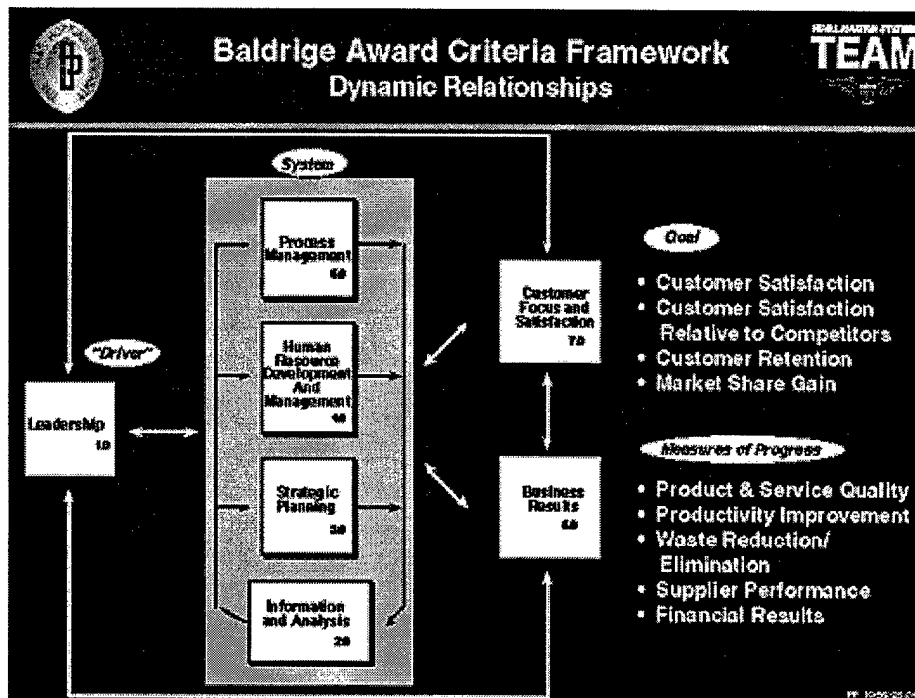 Baldrige Award Criteria Framework
Dynamic Relationships
TEAM
System
Process
Management
Human
Resource
Development
And
Management
4.0
Strategic
Planning
3.0
Information
and Analysis
2.0
"Driver"
Leadership
1.0
Customer
Focus and
Satisfaction
7.0
Business
Results
6.0
Goal
• Customer Satisfaction
• Customer Satisfaction
Relative to Competitors
• Customer Retention
• Market Share Gain
Measures of Progress
• Product & Service Quality
• Productivity Improvement
• Waste Reduction/
Elimination
• Supplier Performance
• Financial Results